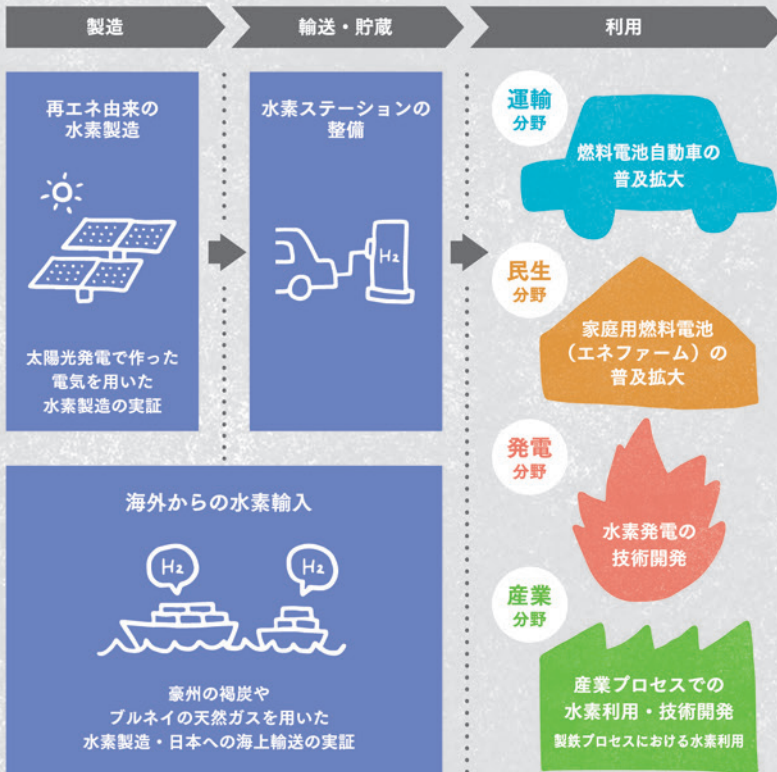 製造
輸送・貯蔵
利用
再エネ由来の
水素製造
太陽光発電で作った
電気を用いた
水素製造の実証
水素ステーションの
整備
H₂
海外からの水素輸入
H₂
H₂
豪州の褐炭や
ブルネイの天然ガスを用いた
水素製造・日本への海上輸送の実証
運輸
分野
燃料電池自動車の
普及拡大
民生
分野
家庭用燃料電池
（エネファーム）の
普及拡大
発電
分野
水素発電の
技術開発
産業
分野
産業プロセスでの
水素利用・技術開発
製鉄プロセスにおける水素利用